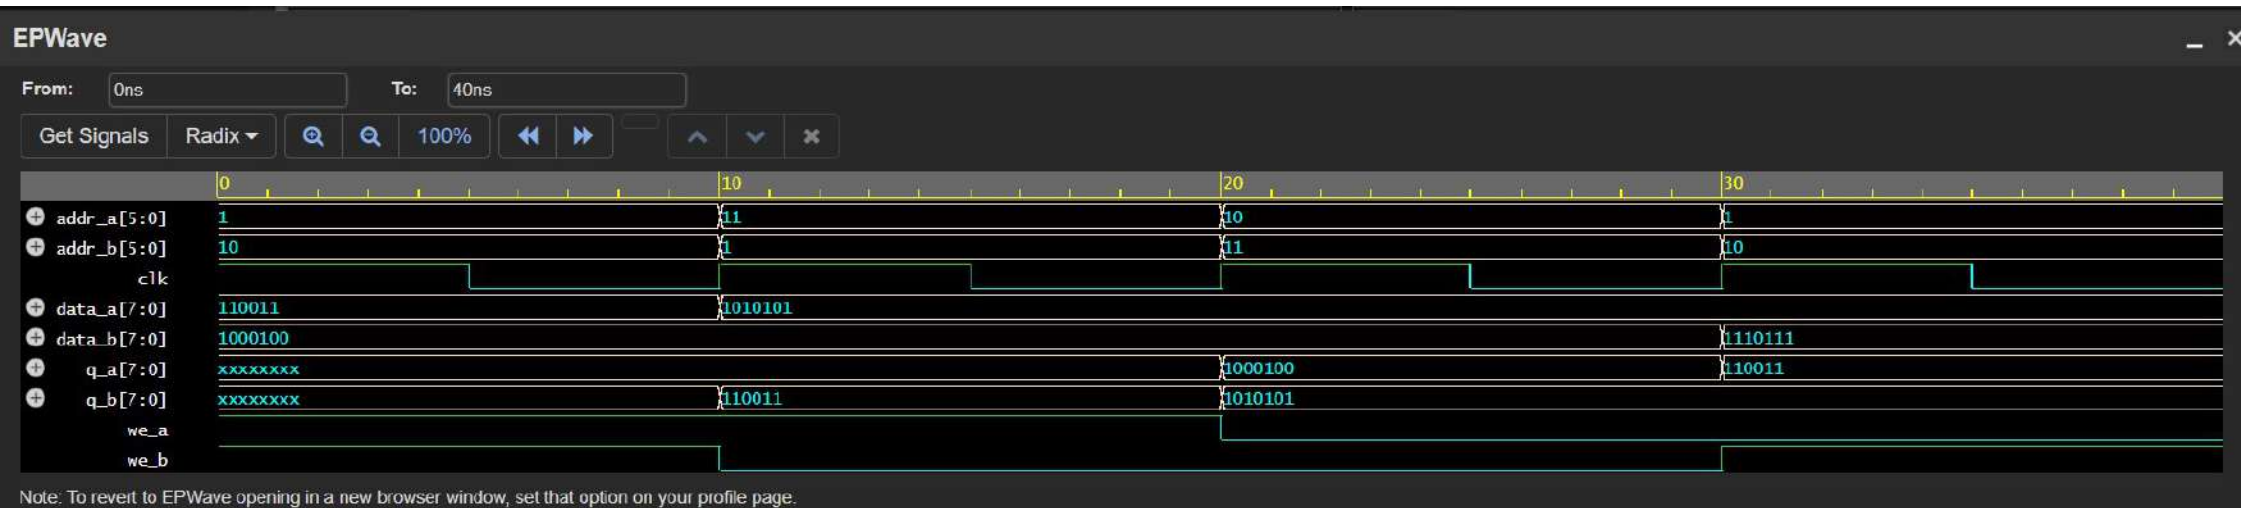 EPWave
From: 0ns To: 40ns
Get Signals Radix 100%
0 10 20 30
addr_a[5:0] 1 11 10 1
addr_b[5:0] 10 1 11 10
clk
data_a[7:0] 110011 1010101
data_b[7:0] 1000100 1110111
q_a[7:0] xxxxxxxx 1000100 110011
q_b[7:0] xxxxxxxx 110011 1010101
we_a
we_b
Note: To revert to EPWave opening in a new browser window, set that option on your profile page.